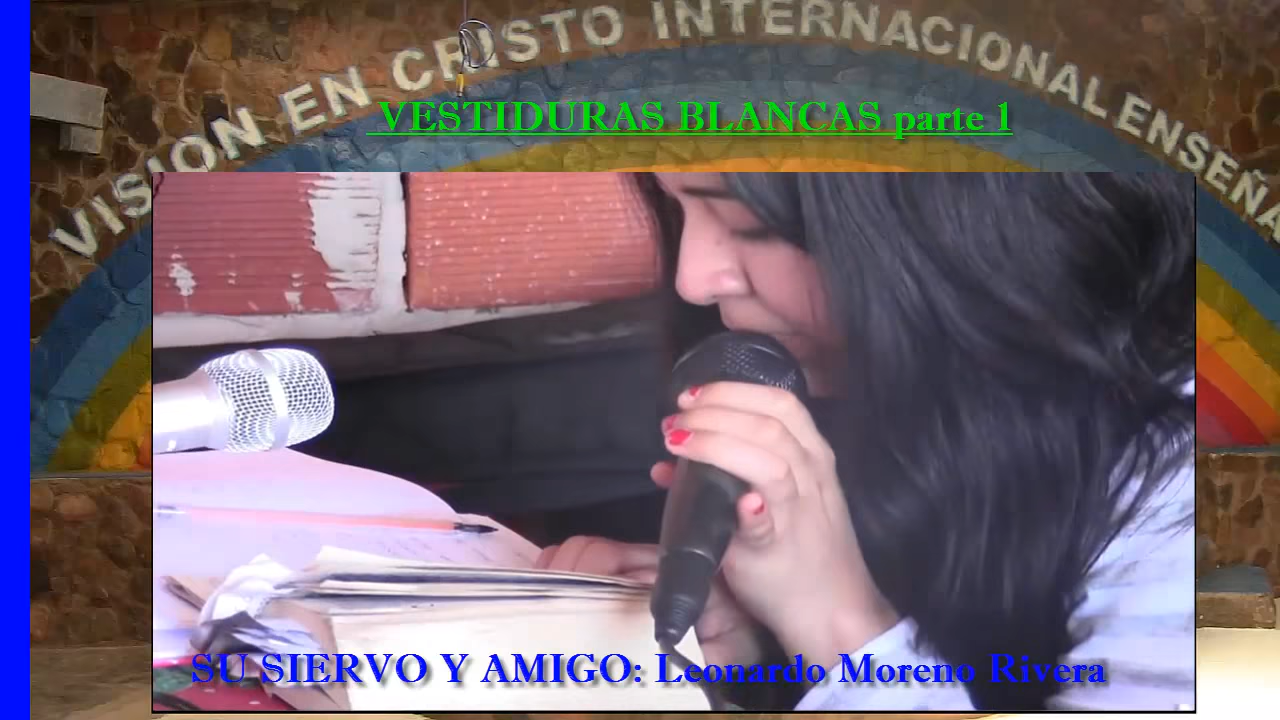 VISION EN CRISTO INTERNACIONAL ENSEÑA
VESTIDURAS BLANCAS parte 1
SU SIERVO Y AMIGO: Leonardo Moreno Rivera